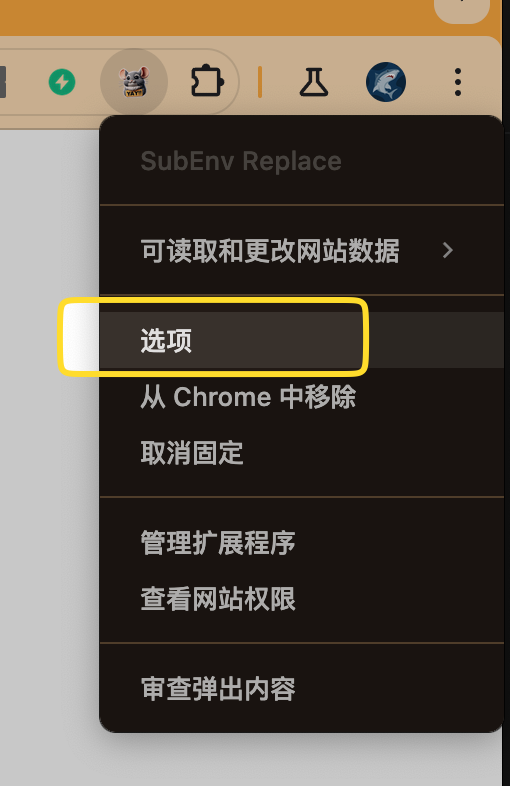 SubEnv Replace
可读取和更改网站数据
选项
从 Chrome 中移除
取消固定
管理扩展程序
查看网站权限
审查弹出内容